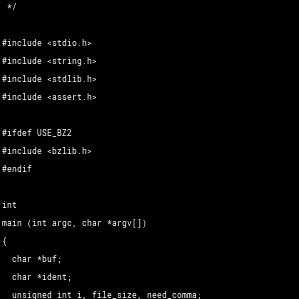 */
#include <stdio.h>
#include <string.h>
#include <stdlib.h>
#include <assert.h>
#ifdef USE_BZ2
#include <bzlib.h>
#endif
int
main (int argc, char *argv[])
{
char *buf;
char *ident;
unsigned int i, file_size, need_comma;